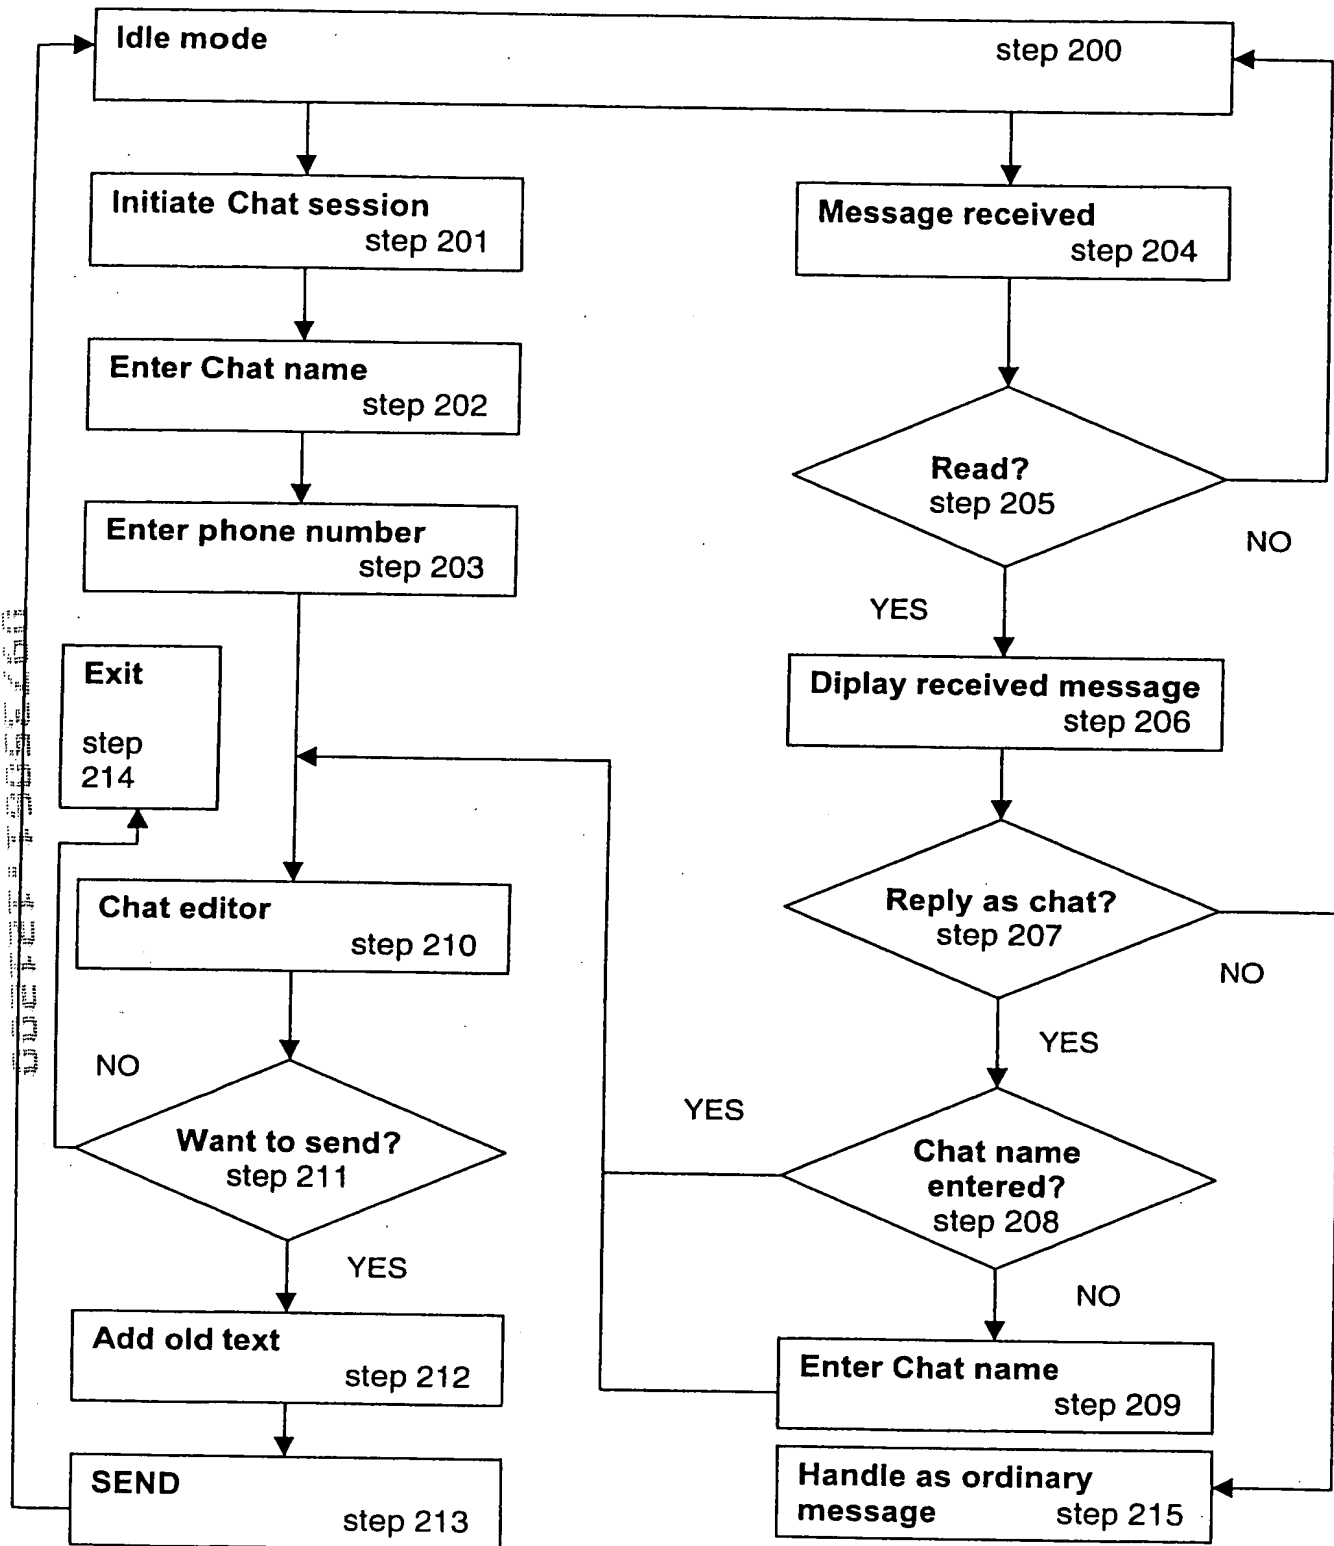 Idle mode step 200
Initiate Chat session
step 201
Enter Chat name
step 202
Enter phone number
step 203
Exit
step
214
Chat editor
step 210
NO
Want to send?
step 211
YES
Add old text
step 212
SEND
step 213
Message received
step 204
Read?
step 205
NO
YES
Diplay received message
step 206
Reply as chat?
step 207
NO
YES
YES
Chat name
entered?
step 208
NO
Enter Chat name
step 209
Handle as ordinary
message step 215